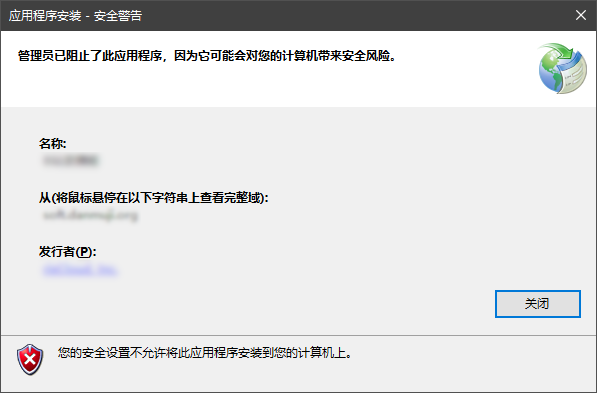 应用程序安装 - 安全警告
管理员已阻止了此应用程序，因为它可能会对您的计算机带来安全风险。
名称:
从(将鼠标悬停在以下字符串上查看完整域):
发行者(P):
关闭
您的安全设置不允许将此应用程序安装到您的计算机上。